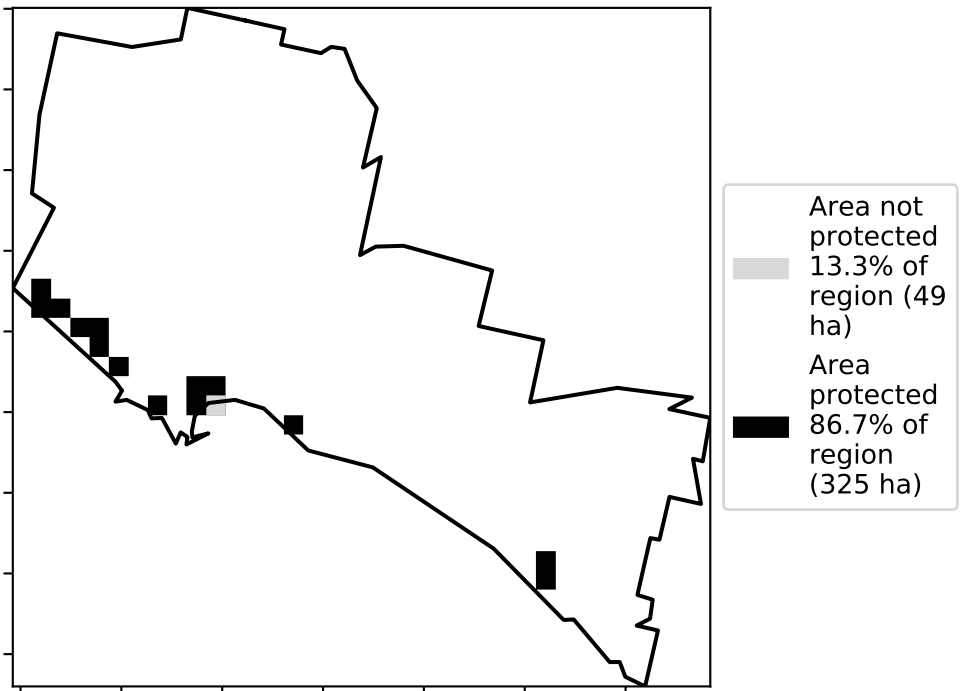 Area not
protected
13.3% of
region (49
ha)
Area
protected
86.7% of
region
(325 ha)